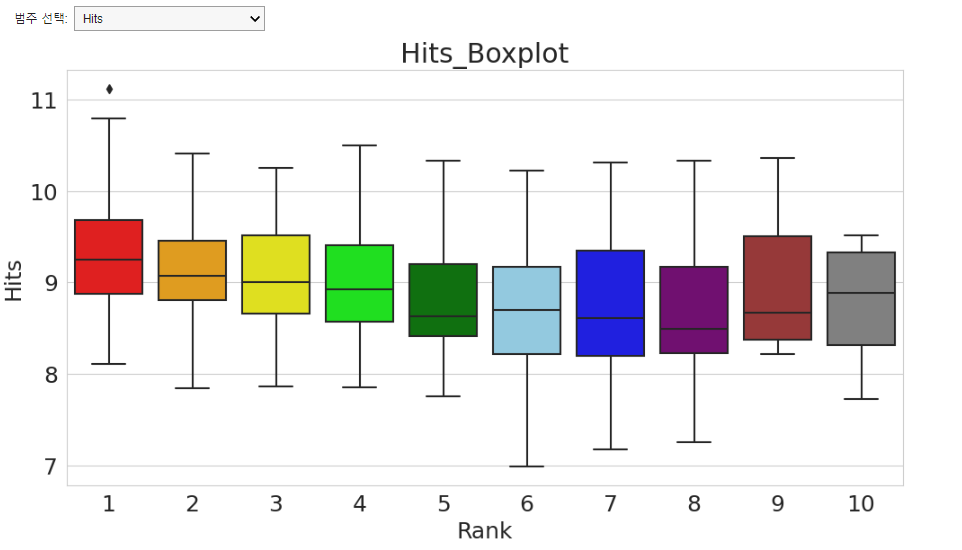 범주 선택: Hits
Hits_Boxplot
11
10
9
8
7
Hits
1 2 3 4 5 6 7 8 9 10
Rank